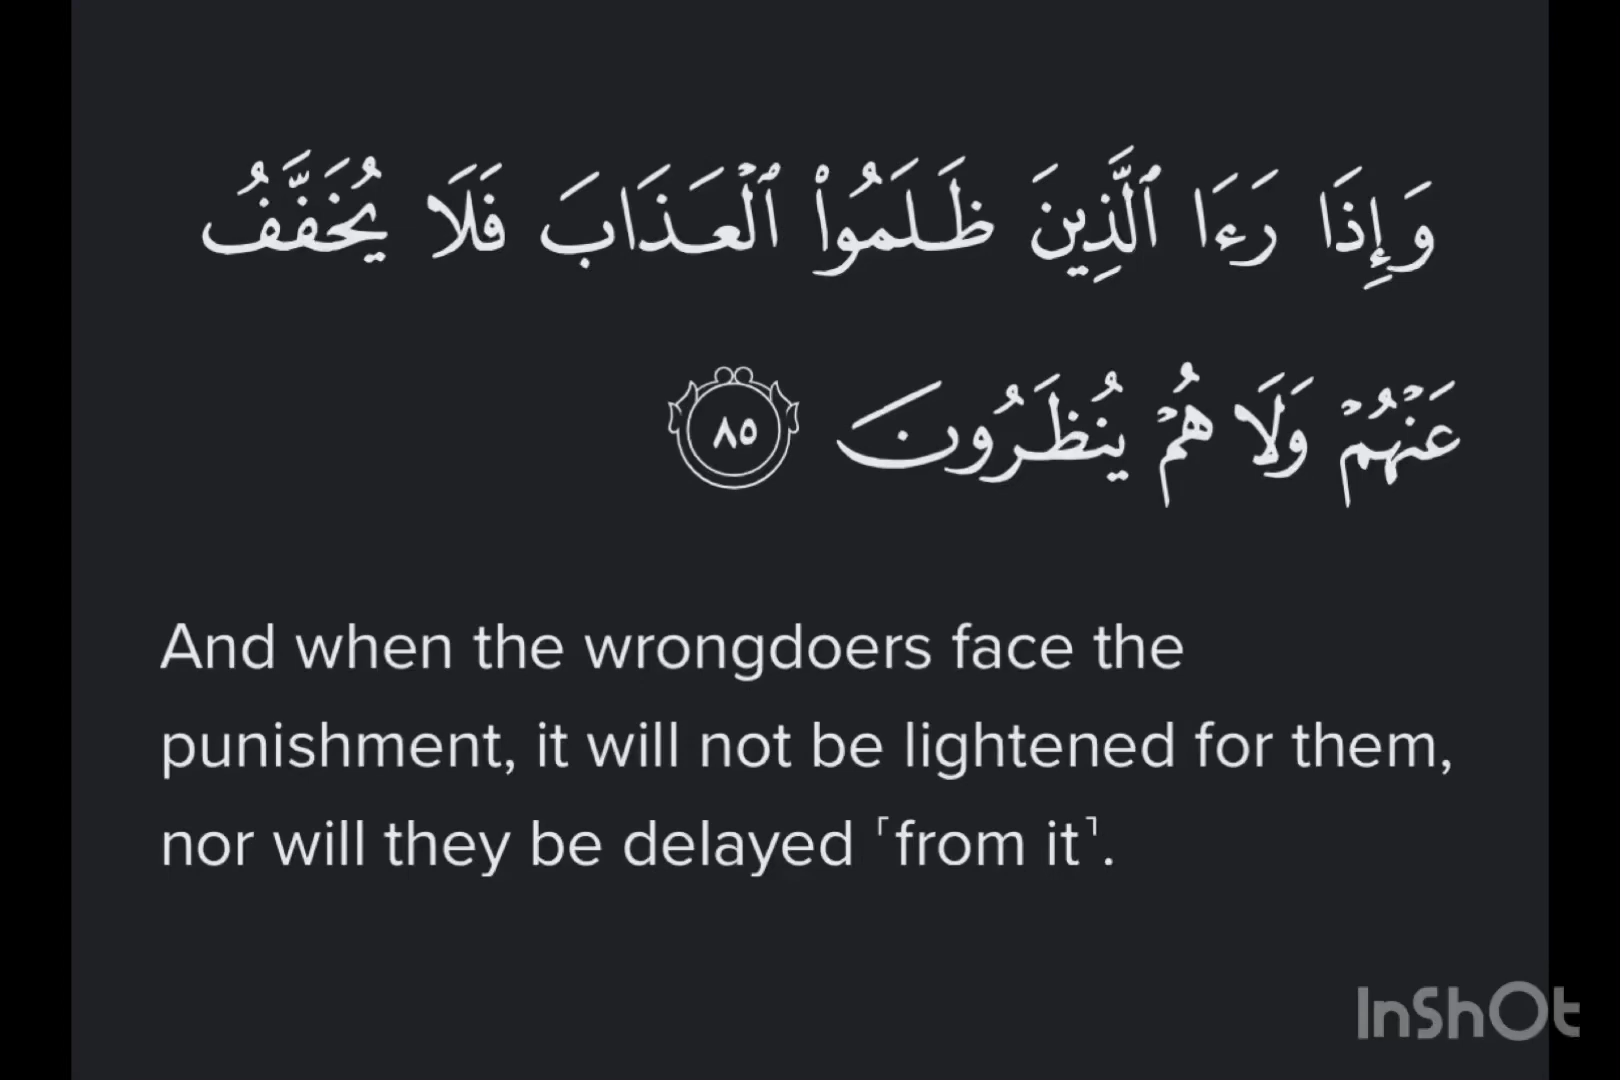 وَإِذَا رَءَا ٱلَّذِينَ ظَلَمُوا۟ ٱلْعَذَابَ فَلَا يُخَفَّفُ
عَنْهُمْ وَلَا هُمْ يُنظَرُونَ ٨٥
And when the wrongdoers face the
punishment, it will not be lightened for them,
nor will they be delayed ⸢from it⸣.
InShOt